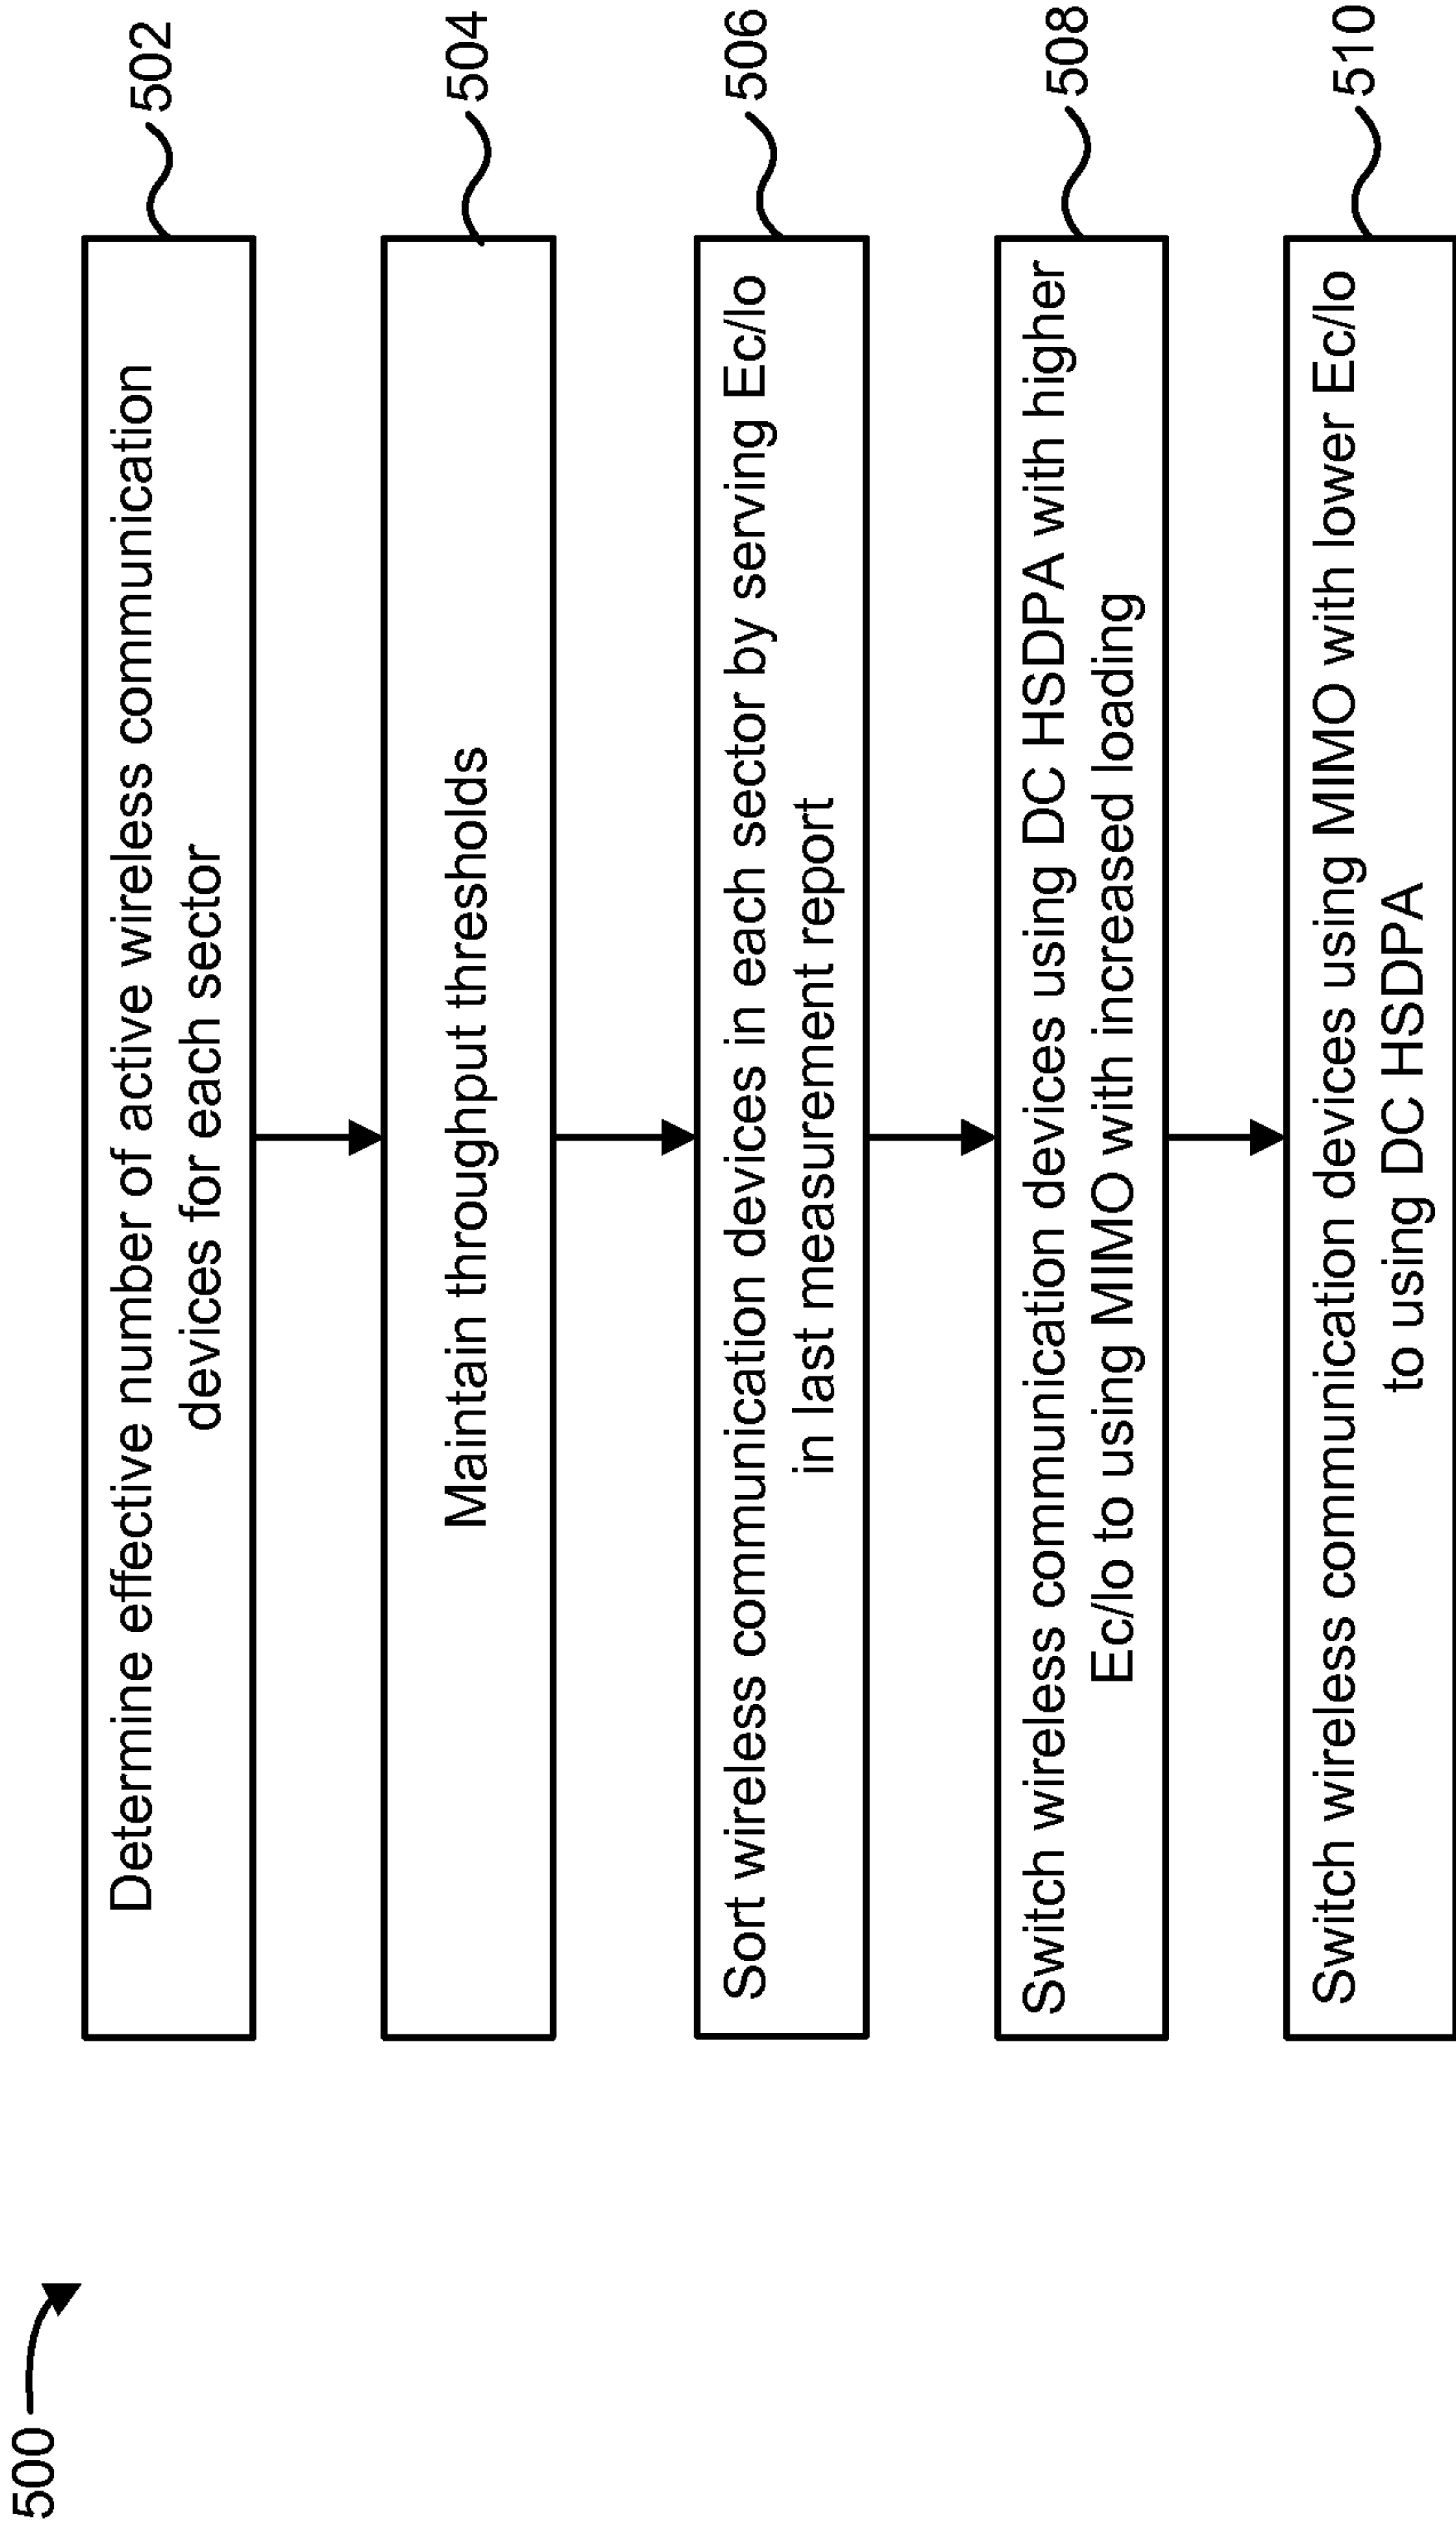 500
Determine effective number of active wireless communication
devices for each sector
502
Maintain throughput thresholds
504
Sort wireless communication devices in each sector by serving Ec/Io
in last measurement report
506
Switch wireless communication devices using DC HSDPA with higher
Ec/Io to using MIMO with increased loading
508
Switch wireless communication devices using MIMO with lower Ec/Io
to using DC HSDPA
510